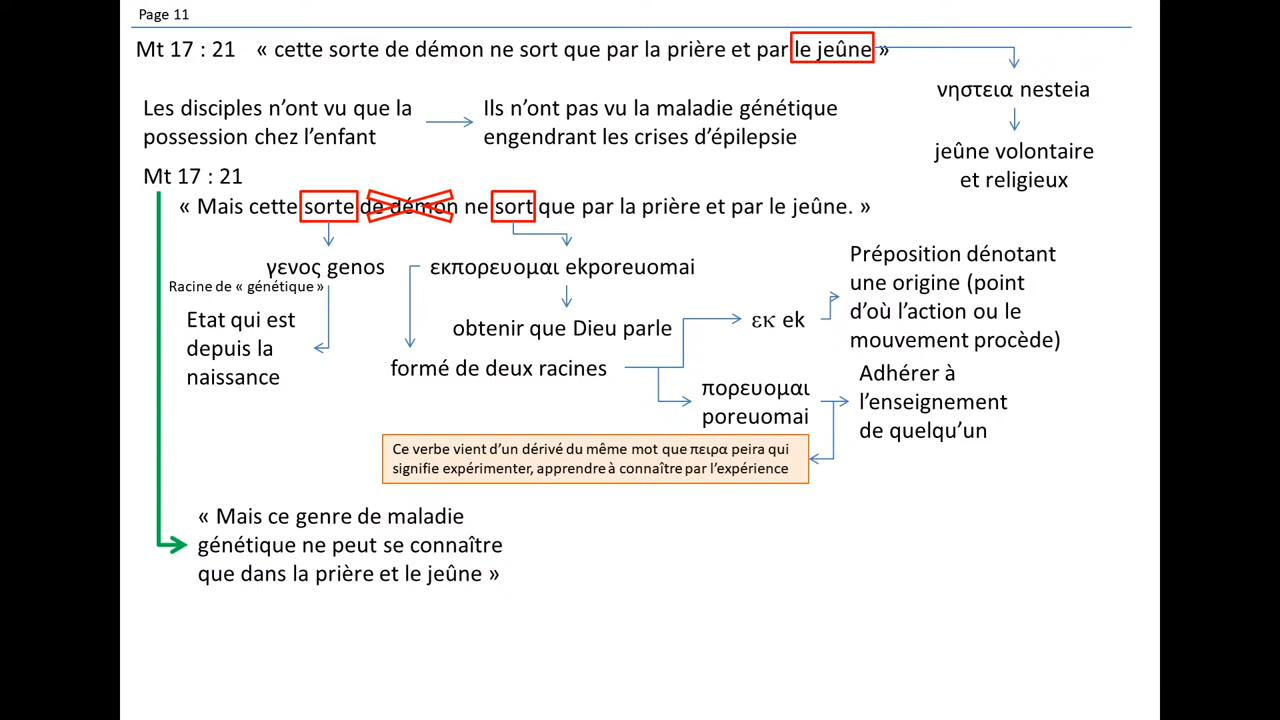 Page 11
Mt 17 : 21 « cette sorte de démon ne sort que par la prière et par le jeûne »
νηστεια nesteia
jeûne volontaire
et religieux
Les disciples n’ont vu que la
possession chez l’enfant
Ils n’ont pas vu la maladie génétique
engendrant les crises d’épilepsie
Mt 17 : 21
« Mais cette sorte de démon ne sort que par la prière et par le jeûne. »
γενος genos
Racine de « génétique »
Etat qui est
depuis la
naissance
εκπορευομαι ekporeuomai
obtenir que Dieu parle
formé de deux racines
εκ ek
Préposition dénotant
une origine (point
d’où l’action ou le
mouvement procède)
πορευομαι
poreuomai
Adhérer à
l’enseignement
de quelqu’un
Ce verbe vient d’un dérivé du même mot que πειρα peira qui
signifie expérimenter, apprendre à connaître par l’expérience
« Mais ce genre de maladie
génétique ne peut se connaître
que dans la prière et le jeûne »